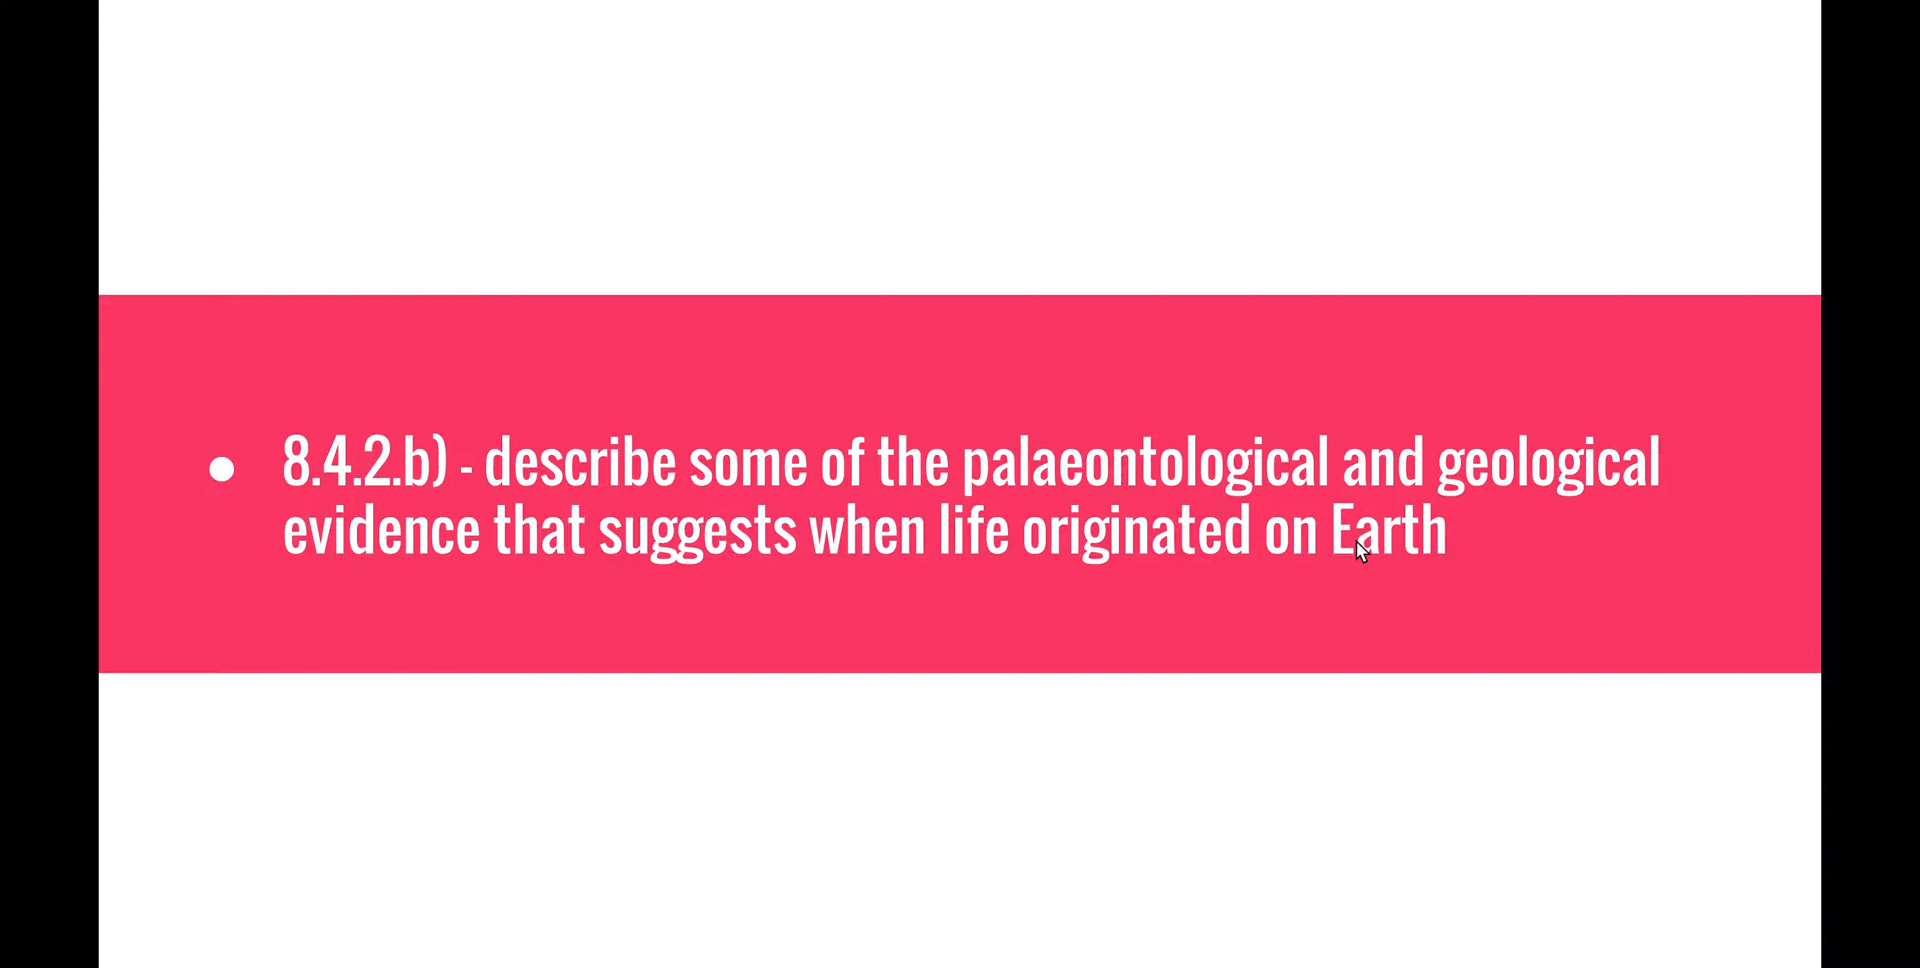 ● 8.4.2.b) - describe some of the palaeontological and geological
evidence that suggests when life originated on Earth